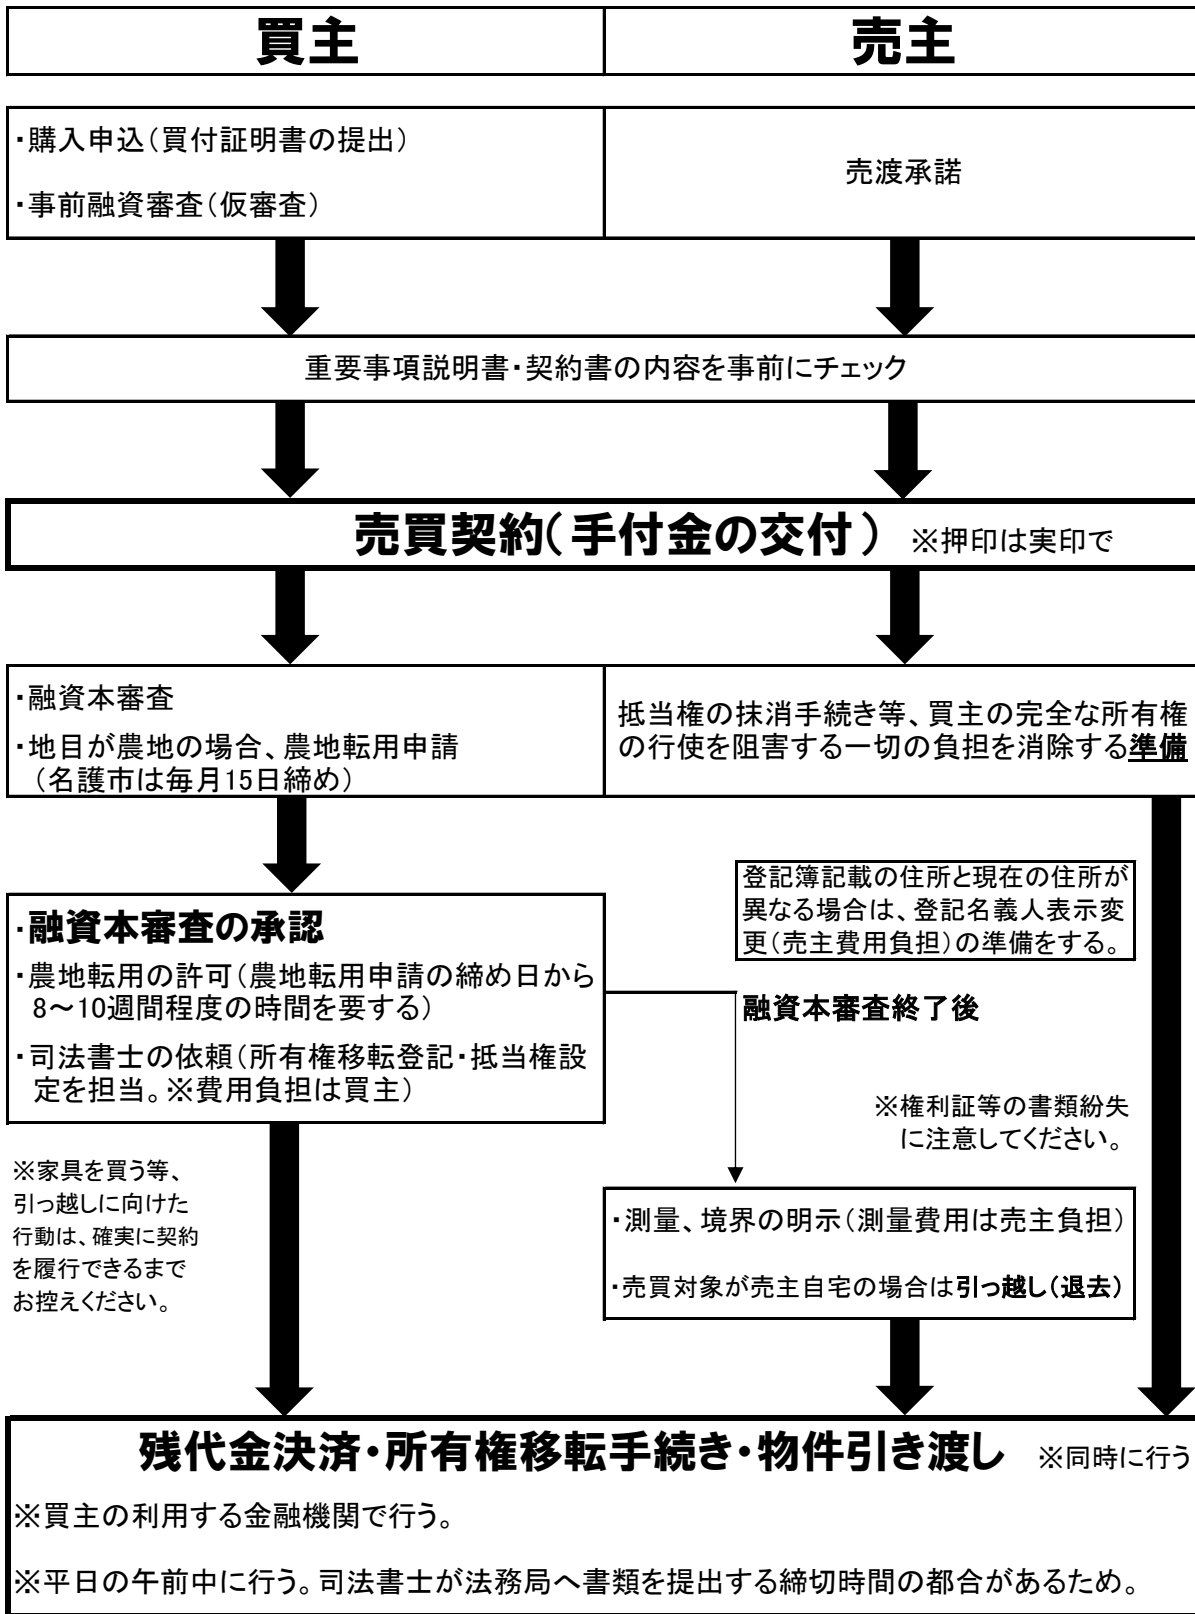 買主
売主
・購入申込（買付証明書の提出）
・事前融資審査（仮審査）
売渡承諾
重要事項説明書・契約書の内容を事前にチェック
売買契約（手付金の交付） ※押印は実印で
・融資本審査
・地目が農地の場合、農地転用申請
（名護市は毎月15日締め）
抵当権の抹消手続き等、買主の完全な所有権
の行使を阻害する一切の負担を消除する準備
登記簿記載の住所と現在の住所が
異なる場合は、登記名義人表示変
更（売主費用負担）の準備をする。
・融資本審査の承認
・農地転用の許可（農地転用申請の締め日から
8～10週間程度の時間を要する）
・司法書士の依頼（所有権移転登記・抵当権設
定を担当。※費用負担は買主）
融資本審査終了後
※権利証等の書類紛失
に注意してください。
※家具を買う等、
引っ越しに向けた
行動は、確実に契約
を履行できるまで
お控えください。
・測量、境界の明示（測量費用は売主負担）
・売買対象が売主自宅の場合は引っ越し（退去）
残代金決済・所有権移転手続き・物件引き渡し ※同時に行う
※買主の利用する金融機関で行う。
※平日の午前中に行う。司法書士が法務局へ書類を提出する締切時間の都合があるため。